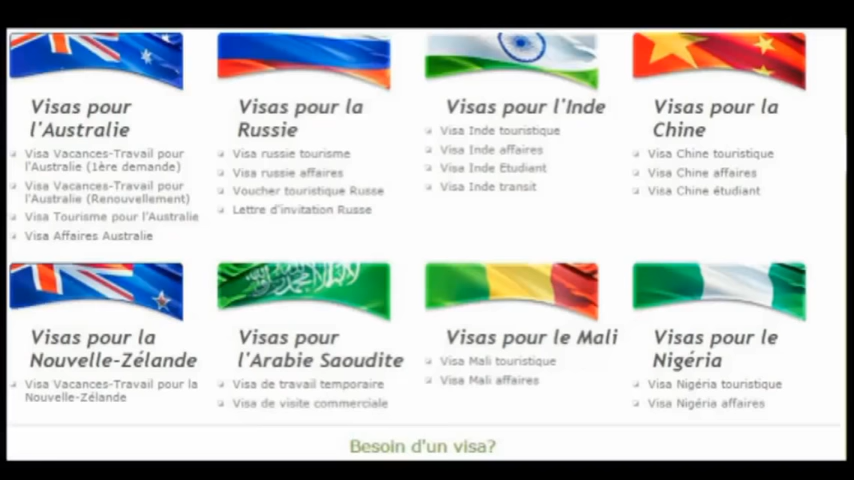 Visas pour
l'Australie
Visa Vacances-Travail pour
l'Australie (1ère demande)
Visa Vacances-Travail pour
l'Australie (Renouvellement)
Visa Tourisme pour l'Australie
Visa Affaires Australie
Visas pour la
Russie
Visa russie tourisme
Visa russie affaires
Voucher touristique Russe
Lettre d'invitation Russe
Visas pour l'Inde
Visa Inde touristique
Visa Inde affaires
Visa Inde Etudiant
Visa Inde transit
Visas pour la
Chine
Visa Chine touristique
Visa Chine affaires
Visa Chine étudiant
Visas pour la
Nouvelle-Zélande
Visa Vacances-Travail pour la
Nouvelle-Zélande
Visas pour
l'Arabie Saoudite
Visa de travail temporaire
Visa de visite commerciale
Visas pour le Mali
Visa Mali touristique
Visa Mali affaires
Visas pour le
Nigéria
Visa Nigéria touristique
Visa Nigéria affaires
Besoin d'un visa?